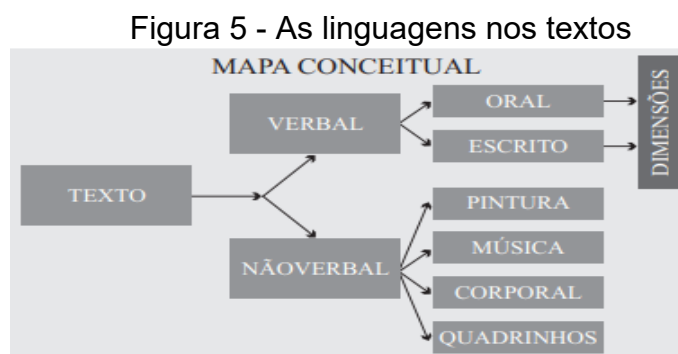 Figura 5 - As linguagens nos textos
MAPA CONCEITUAL
TEXTO
VERBAL
ORAL
ESCRITO
DIMENSÕES
NÃOVERBAL
PINTURA
MÚSICA
CORPORAL
QUADRINHOS